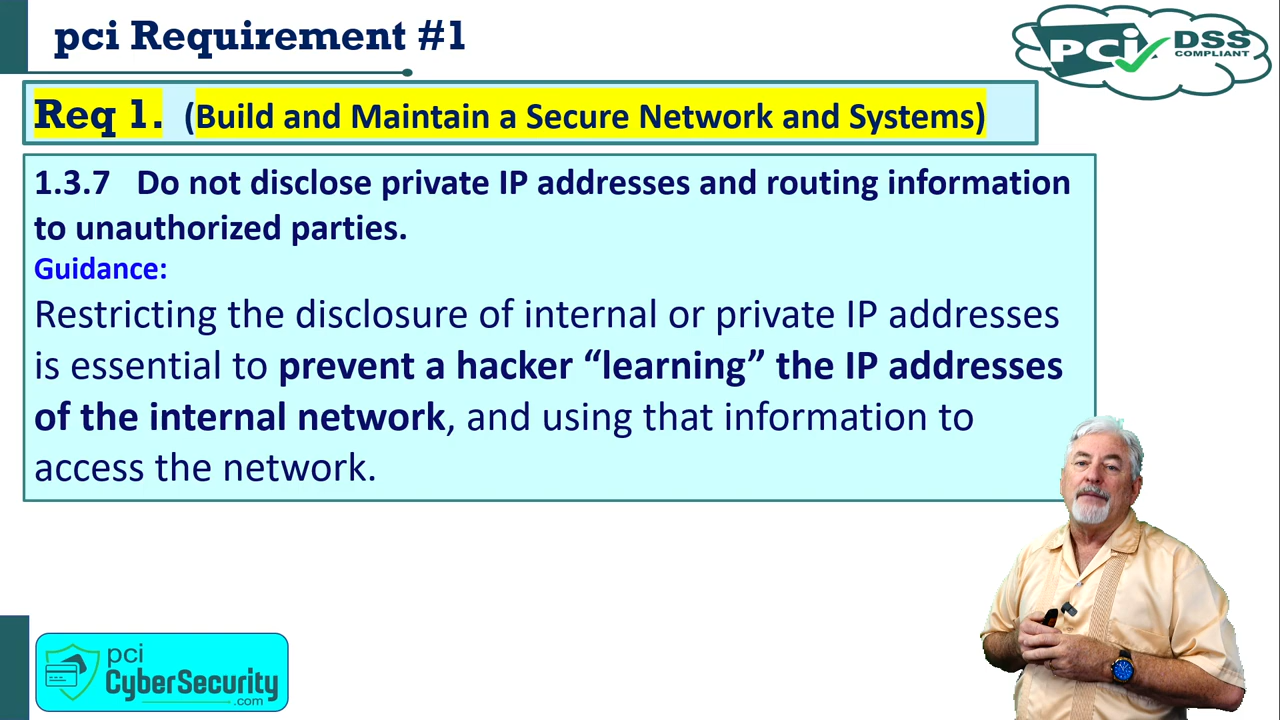 pci Requirement #1
PCi DSS
COMPLIANT
Req 1. (Build and Maintain a Secure Network and Systems)
1.3.7 Do not disclose private IP addresses and routing information
to unauthorized parties.
Guidance:
Restricting the disclosure of internal or private IP addresses
is essential to prevent a hacker “learning” the IP addresses
of the internal network, and using that information to
access the network.
pci
CyberSecurity
.com